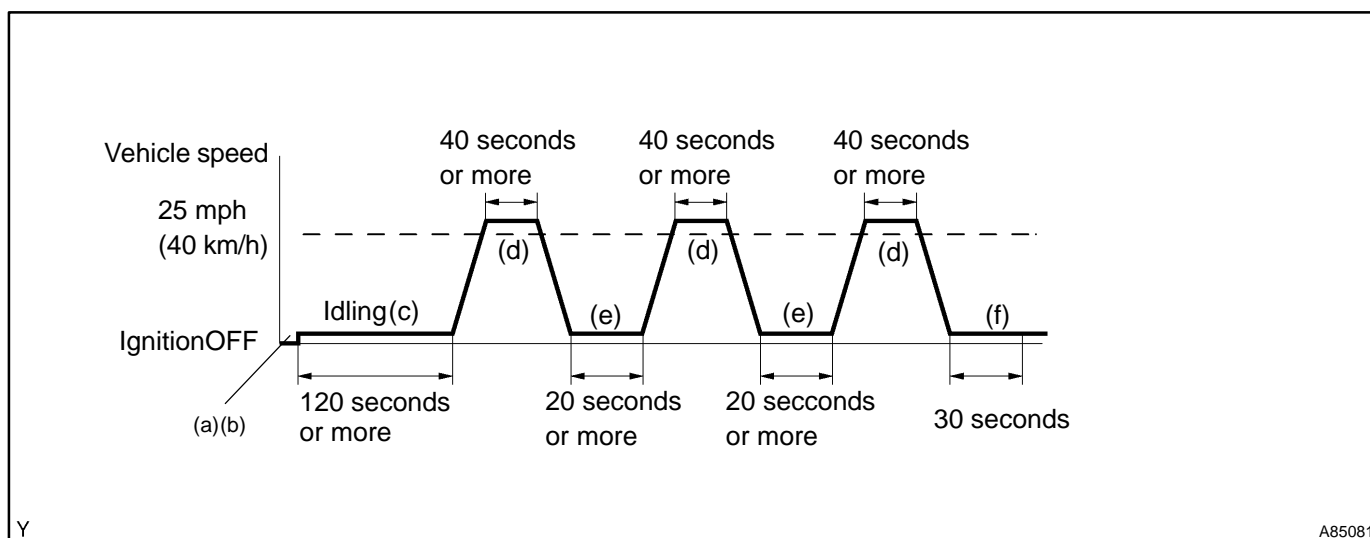 40 seconds
or more
40 seconds
or more
40 seconds
or more
Vehicle speed
25 mph
(40 km/h)
(d)
(d)
(d)
Idling(c)
(e)
(e)
(f)
IgnitionOFF
(a)(b)
120 seconds
or more
20 seconds
or more
20 secconds
or more
30 seconds
Y
A85081